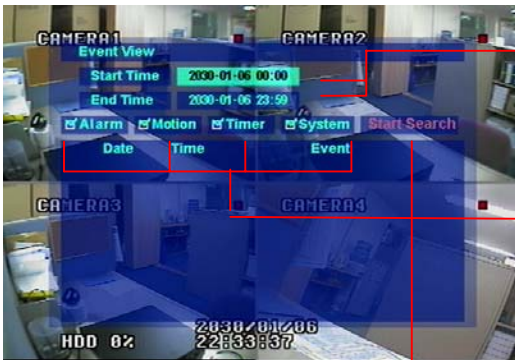 CAMERA1 CAMERA2
Event View
Start Time 2030-01-06 00:00
End Time 2030-01-06 23:59
Alarm Motion Timer System Start Search
Date Time Event
CAMERA3 CAMERA4
2030/01/06
HDD 0% 22:33:37